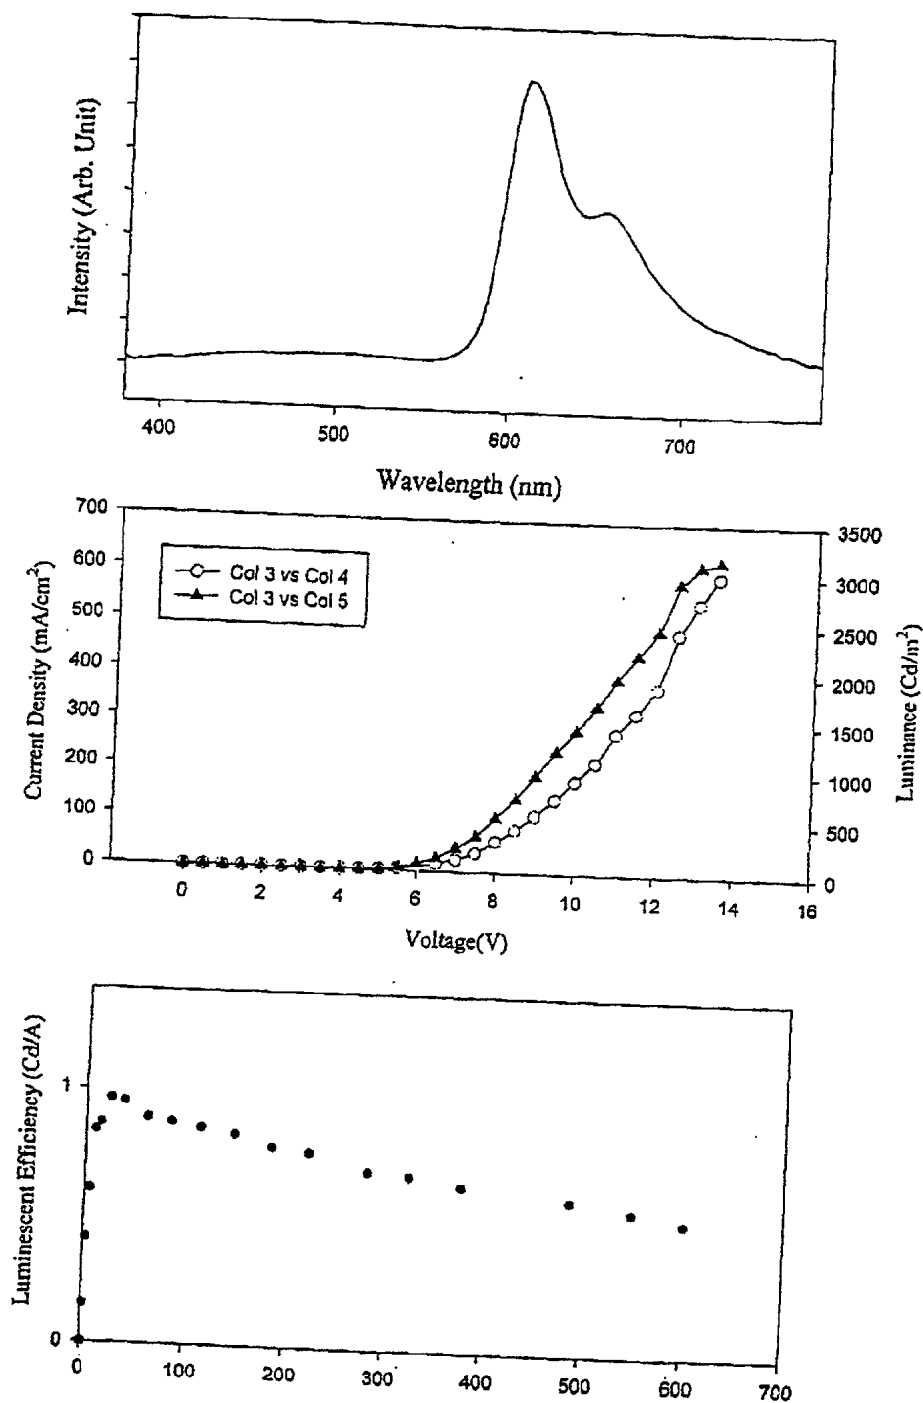 Intensity (Arb. Unit)
400 500 600 700
Wavelength (nm)
700
600
500
400
300
200
100
0
Current Density (mA/cm²)
Col 3 vs Col 4
Col 3 vs Col 5
3500
3000
2500
2000
1500
1000
500
0
Luminance (Cd/m²)
0 2 4 6 8 10 12 14 16
Voltage(V)
Luminescent Efficiency (Cd/A)
1
0
0 100 200 300 400 500 600 700